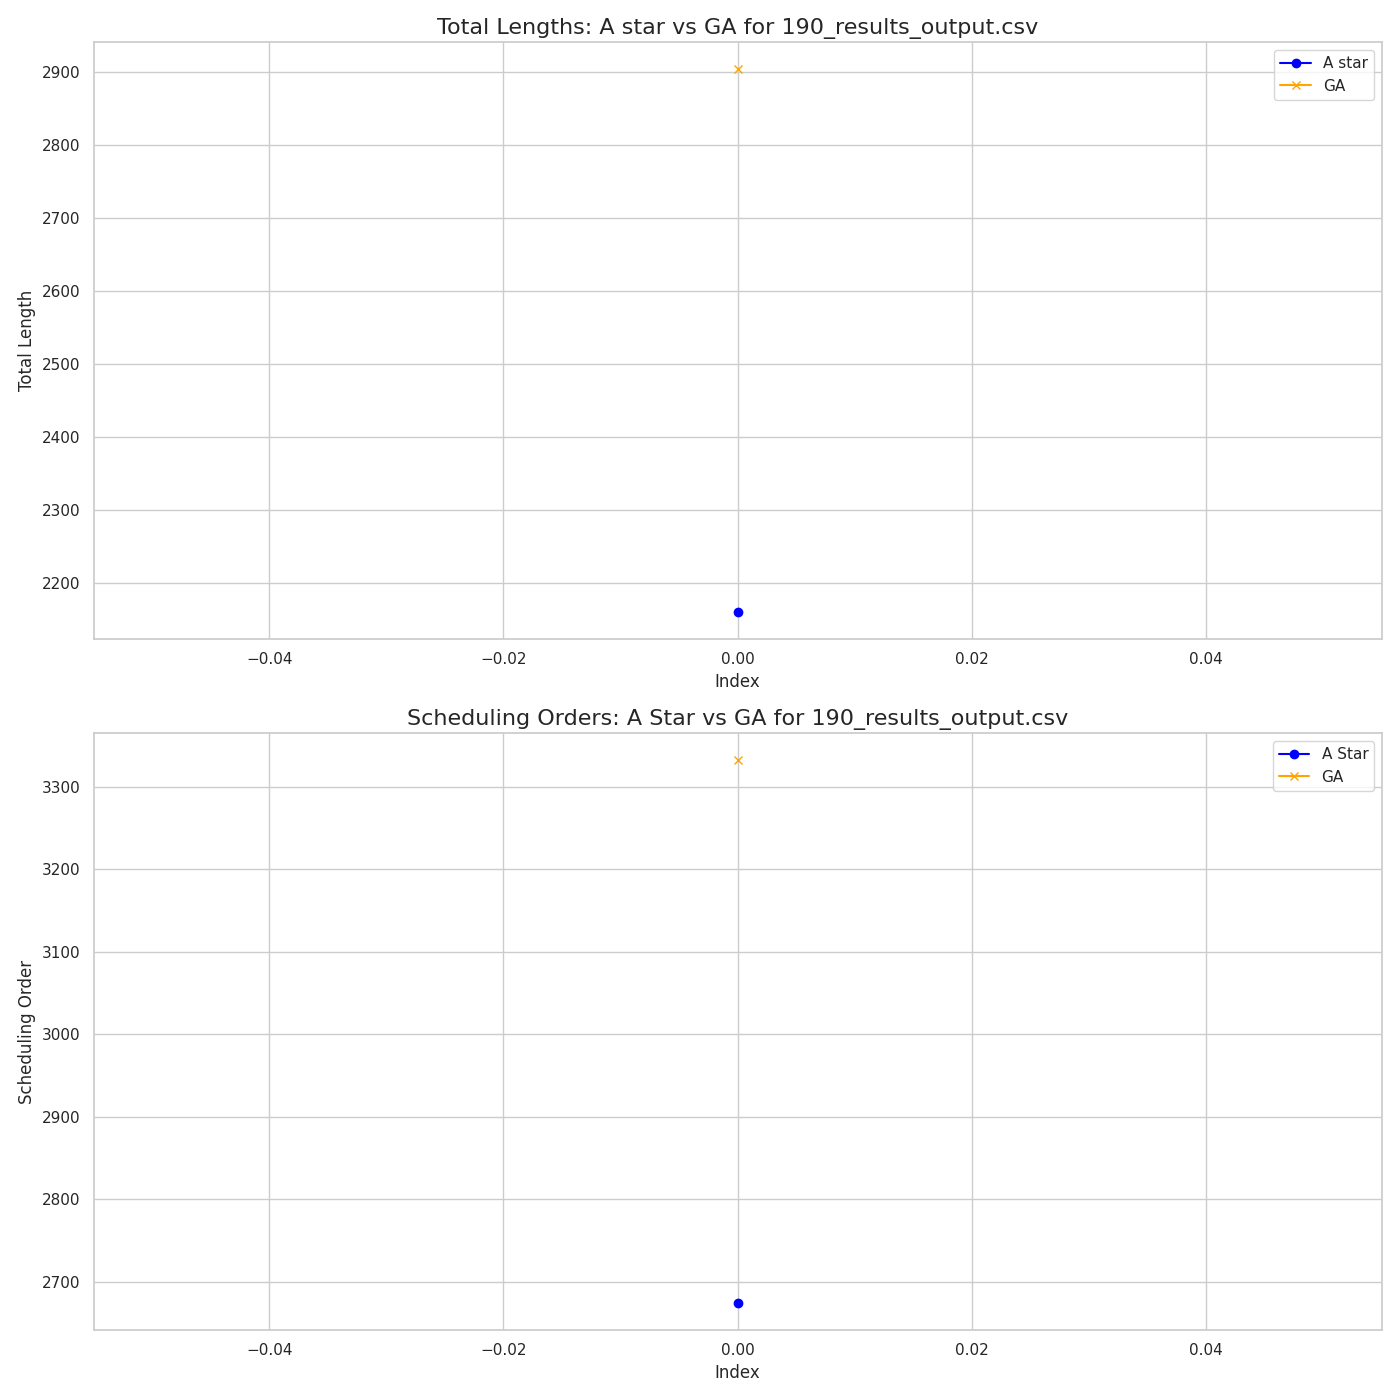 Total Lengths: A star vs GA for 190_results_output.csv
A star
GA
2900
2800
2700
2600
2500
2400
2300
2200
Total Length
−0.04
−0.02
0.00
0.02
0.04
Index
Scheduling Orders: A Star vs GA for 190_results_output.csv
A Star
GA
3300
3200
3100
3000
2900
2800
2700
Scheduling Order
−0.04
−0.02
0.00
0.02
0.04
Index